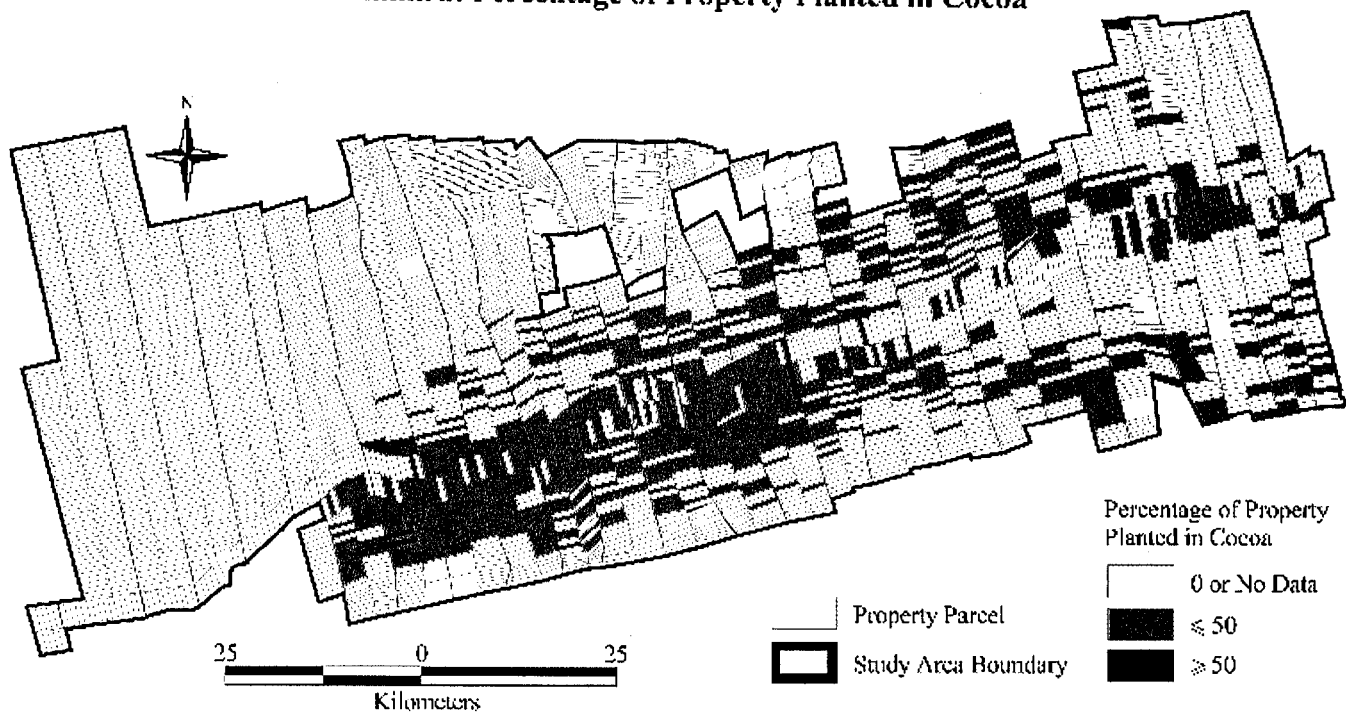 Percentage of Property Planted in Cocoa
N
Percentage of Property
Planted in Cocoa
0 or No Data
⩽ 50
⩾ 50
Property Parcel
Study Area Boundary
25 0 25
Kilometers